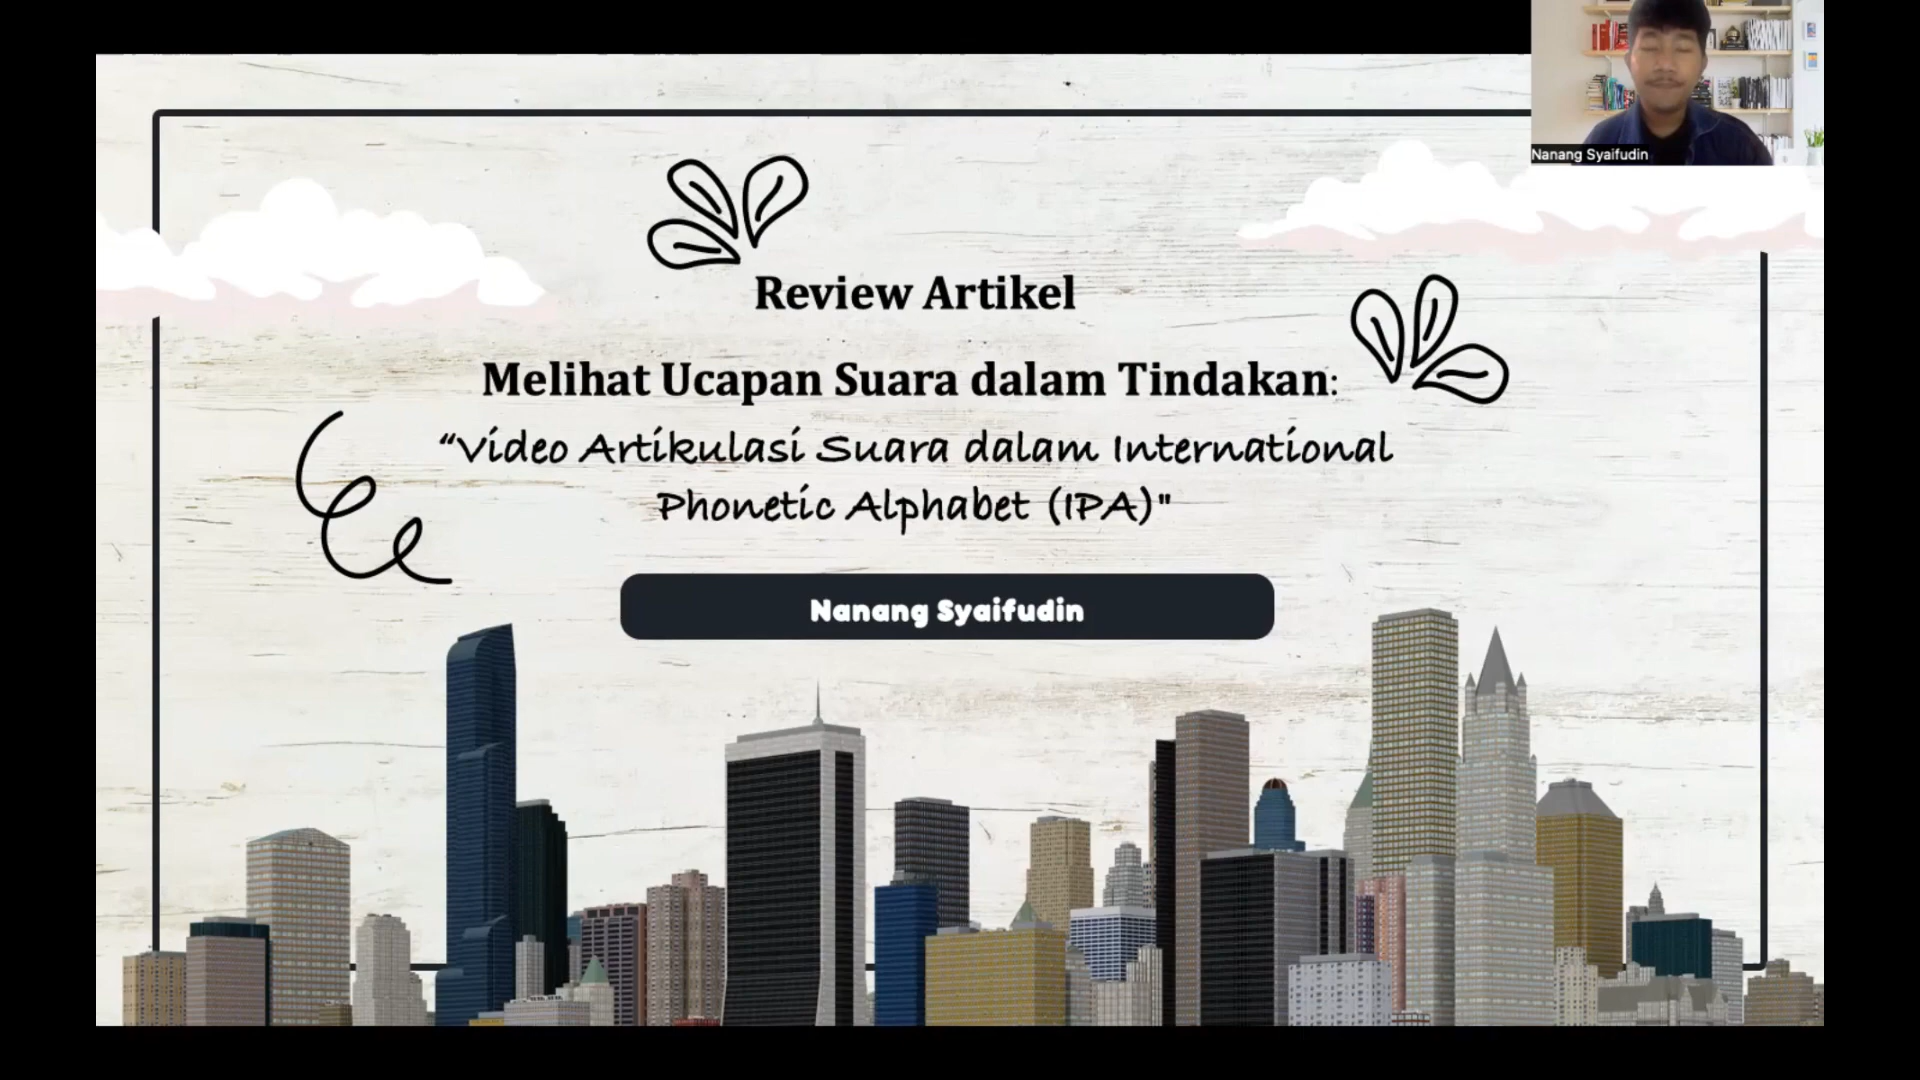 Nanang Syaifudin
Review Artikel
Melihat Ucapan Suara dalam Tindakan:
“Video Artikulasi Suara dalam International
Phonetic Alphabet (IPA)"
Nanang Syaifudin